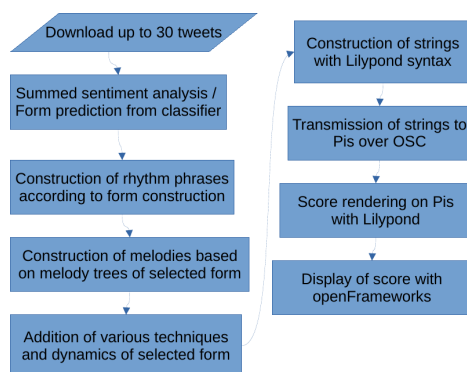 Download up to 30 tweets
Summed sentiment analysis /
Form prediction from classifier
Construction of rhythm phrases
according to form construction
Construction of melodies based
on melody trees of selected form
Addition of various techniques
and dynamics of selected form
Construction of strings
with Lilypond syntax
Transmission of strings to
Pis over OSC
Score rendering on Pis
with Lilypond
Display of score with
openFrameworks